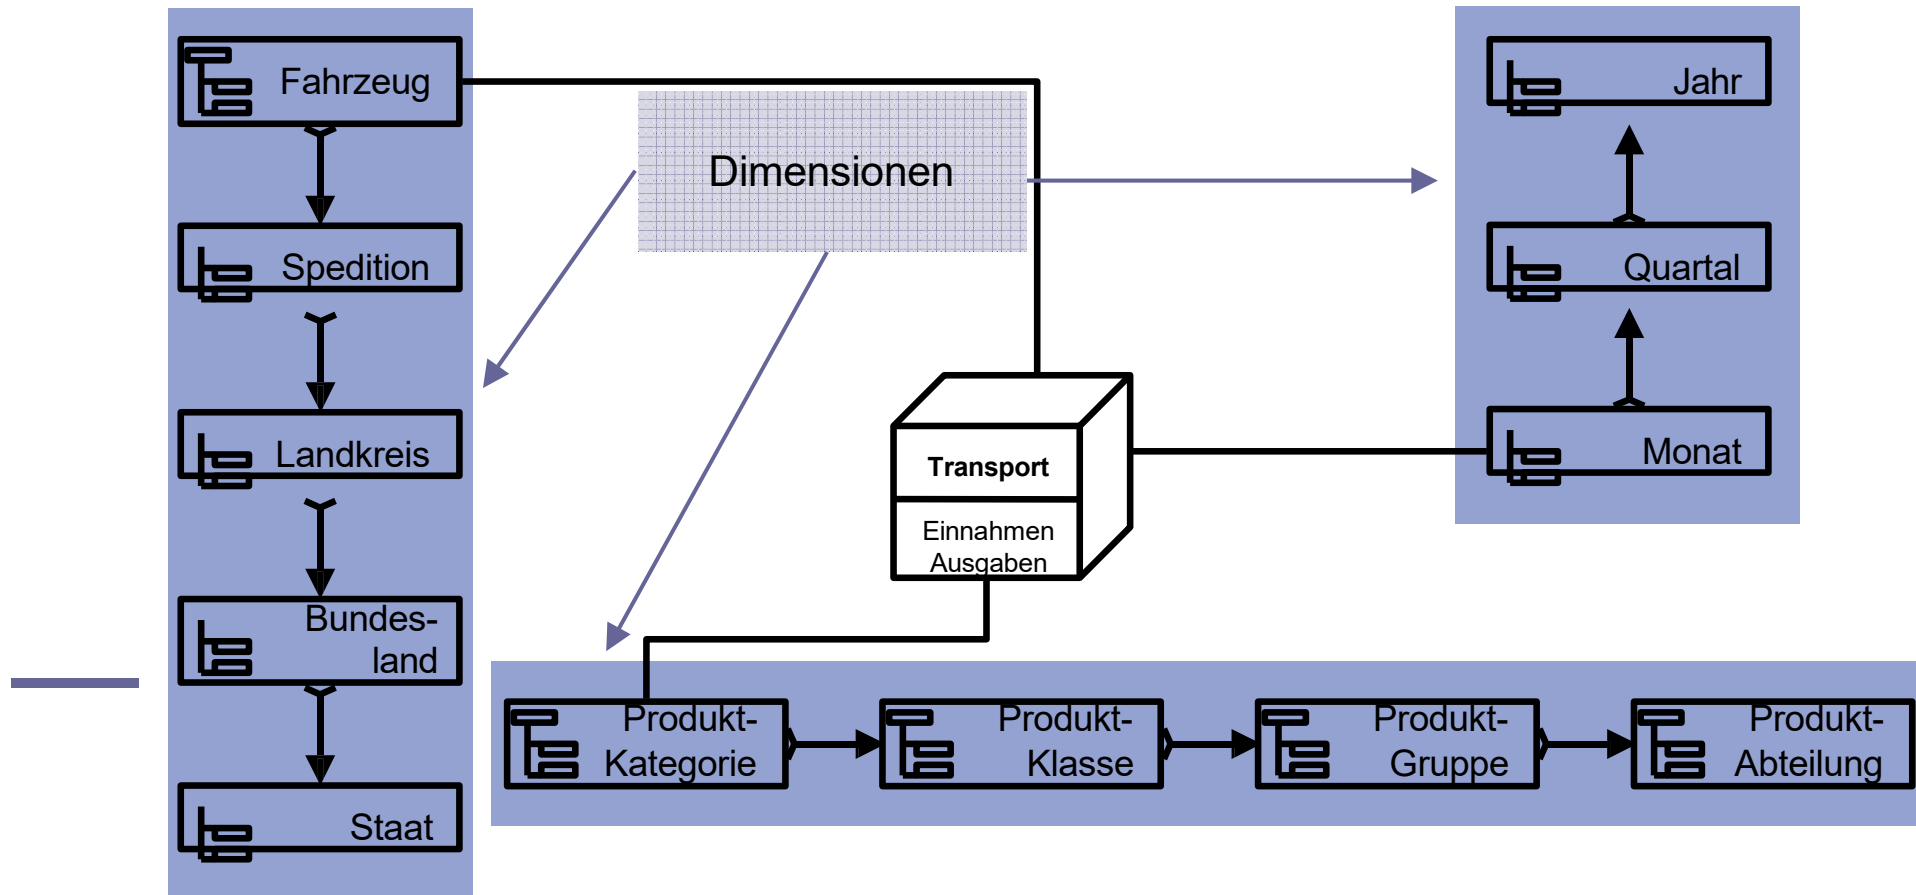 Fahrzeug
Spedition
Landkreis
Bundes-
land
Staat
Dimensionen
Transport
Einnahmen
Ausgaben
Jahr
Quartal
Monat
Produkt-
Kategorie
Produkt-
Klasse
Produkt-
Gruppe
Produkt-
Abteilung